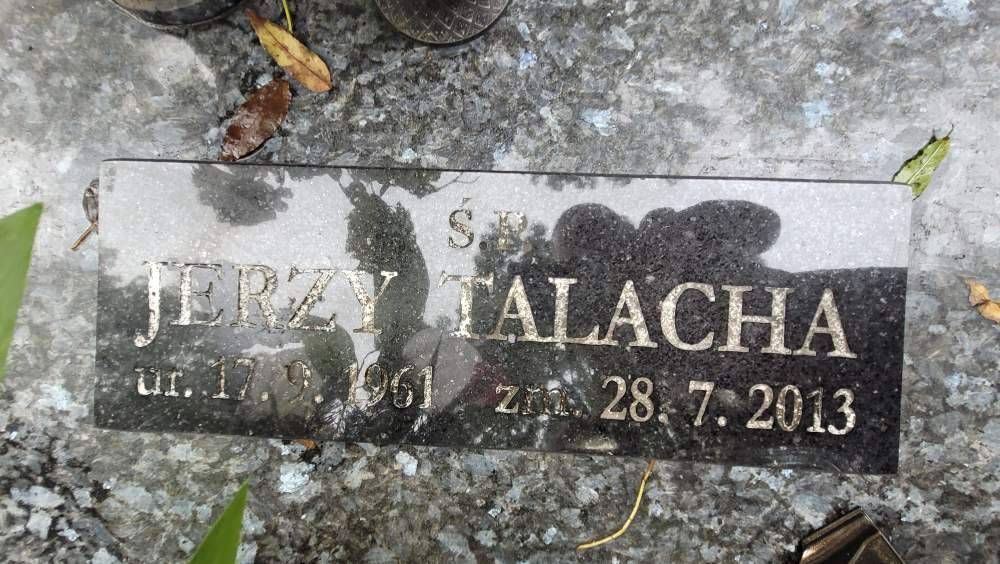 Ś.P.
JERZY TALACHA
ur. 17. 9. 1961 zm. 28. 7. 2013